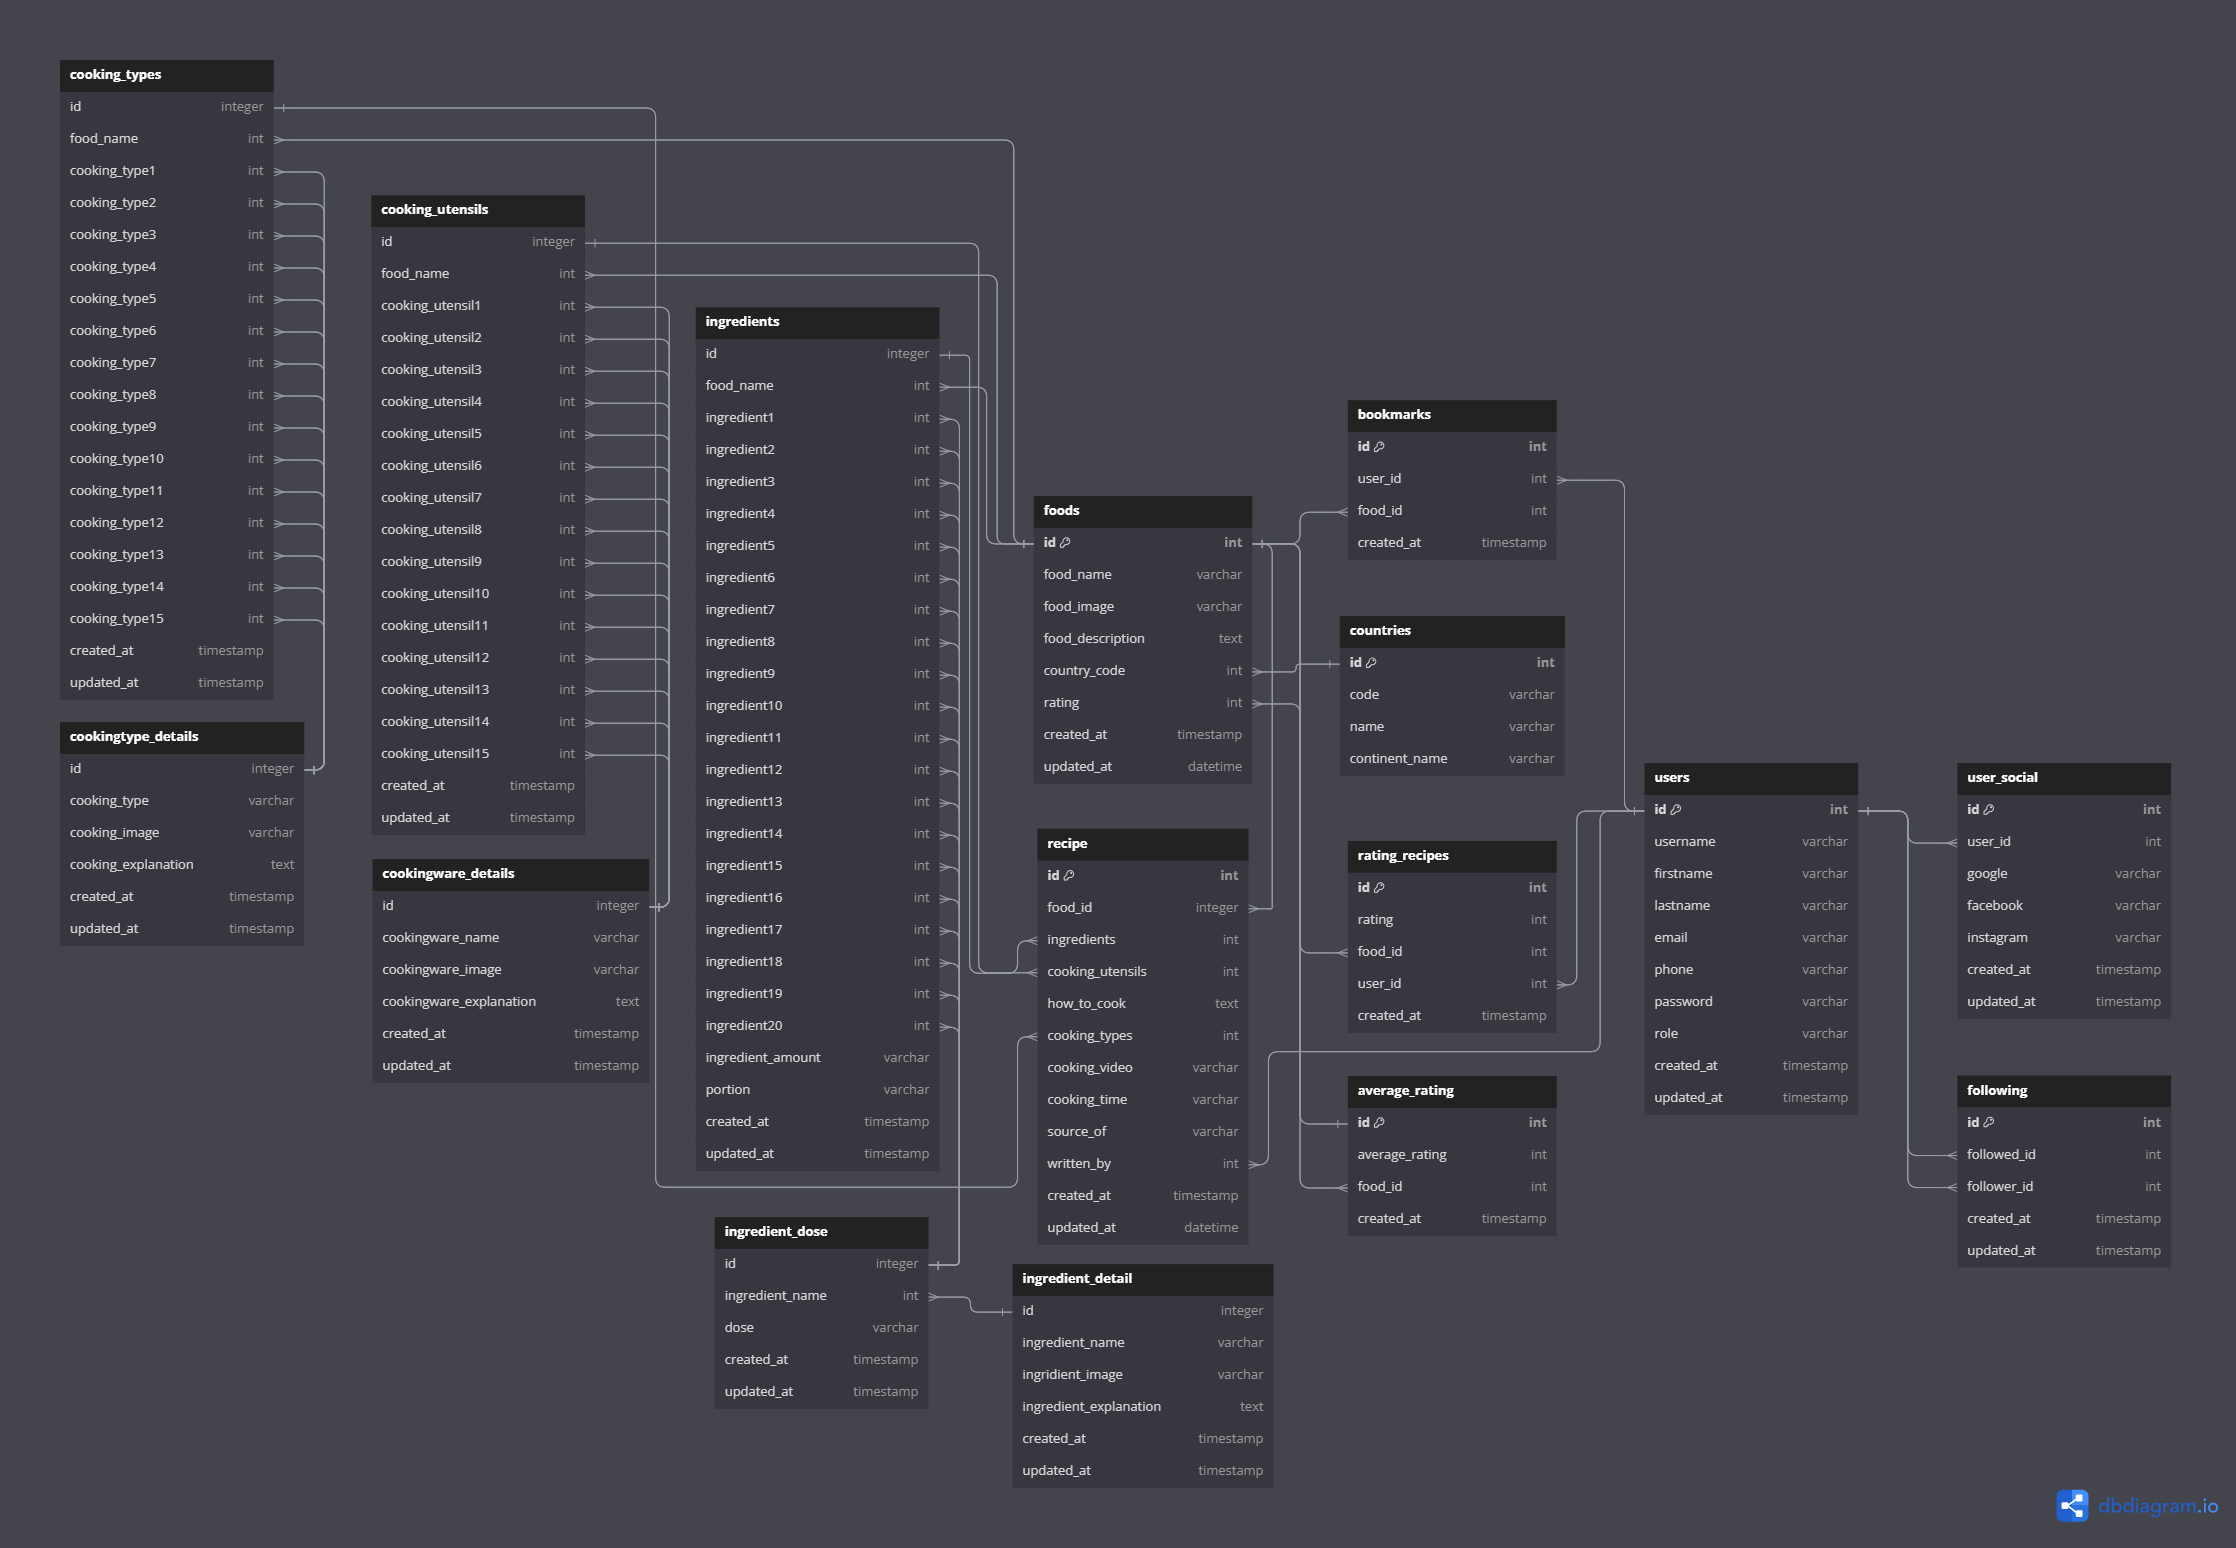 cooking_types
id integer
food_name int
cooking_type1 int
cooking_type2 int
cooking_type3 int
cooking_type4 int
cooking_type5 int
cooking_type6 int
cooking_type7 int
cooking_type8 int
cooking_type9 int
cooking_type10 int
cooking_type11 int
cooking_type12 int
cooking_type13 int
cooking_type14 int
cooking_type15 int
created_at timestamp
updated_at timestamp
cookingtype_details
id integer
cooking_type varchar
cooking_image varchar
cooking_explanation text
created_at timestamp
updated_at timestamp
cooking_utensils
id integer
food_name int
cooking_utensil1 int
cooking_utensil2 int
cooking_utensil3 int
cooking_utensil4 int
cooking_utensil5 int
cooking_utensil6 int
cooking_utensil7 int
cooking_utensil8 int
cooking_utensil9 int
cooking_utensil10 int
cooking_utensil11 int
cooking_utensil12 int
cooking_utensil13 int
cooking_utensil14 int
cooking_utensil15 int
created_at timestamp
updated_at timestamp
cookingware_details
id integer
cookingware_name varchar
cookingware_image varchar
cookingware_explanation text
created_at timestamp
updated_at timestamp
ingredients
id integer
food_name int
ingredient1 int
ingredient2 int
ingredient3 int
ingredient4 int
ingredient5 int
ingredient6 int
ingredient7 int
ingredient8 int
ingredient9 int
ingredient10 int
ingredient11 int
ingredient12 int
ingredient13 int
ingredient14 int
ingredient15 int
ingredient16 int
ingredient17 int
ingredient18 int
ingredient19 int
ingredient20 int
ingredient_amount varchar
portion varchar
created_at timestamp
updated_at timestamp
ingredient_dose
id integer
ingredient_name int
dose varchar
created_at timestamp
updated_at timestamp
foods
id int
food_name varchar
food_image varchar
food_description text
country_code int
rating int
created_at timestamp
updated_at datetime
recipe
id int
food_id integer
ingredients int
cooking_utensils int
how_to_cook text
cooking_types int
cooking_video varchar
cooking_time varchar
source_of varchar
written_by int
created_at timestamp
updated_at datetime
ingredient_detail
id integer
ingredient_name varchar
ingridient_image varchar
ingredient_explanation text
created_at timestamp
updated_at timestamp
bookmarks
id int
user_id int
food_id int
created_at timestamp
countries
id int
code varchar
name varchar
continent_name varchar
rating_recipes
id int
rating int
food_id int
user_id int
created_at timestamp
average_rating
id int
average_rating int
food_id int
created_at timestamp
users
id int
username varchar
firstname varchar
lastname varchar
email varchar
phone varchar
password varchar
role varchar
created_at timestamp
updated_at timestamp
user_social
id int
user_id int
google varchar
facebook varchar
instagram varchar
created_at timestamp
updated_at timestamp
following
id int
followed_id int
follower_id int
created_at timestamp
updated_at timestamp
dbdiagram.io